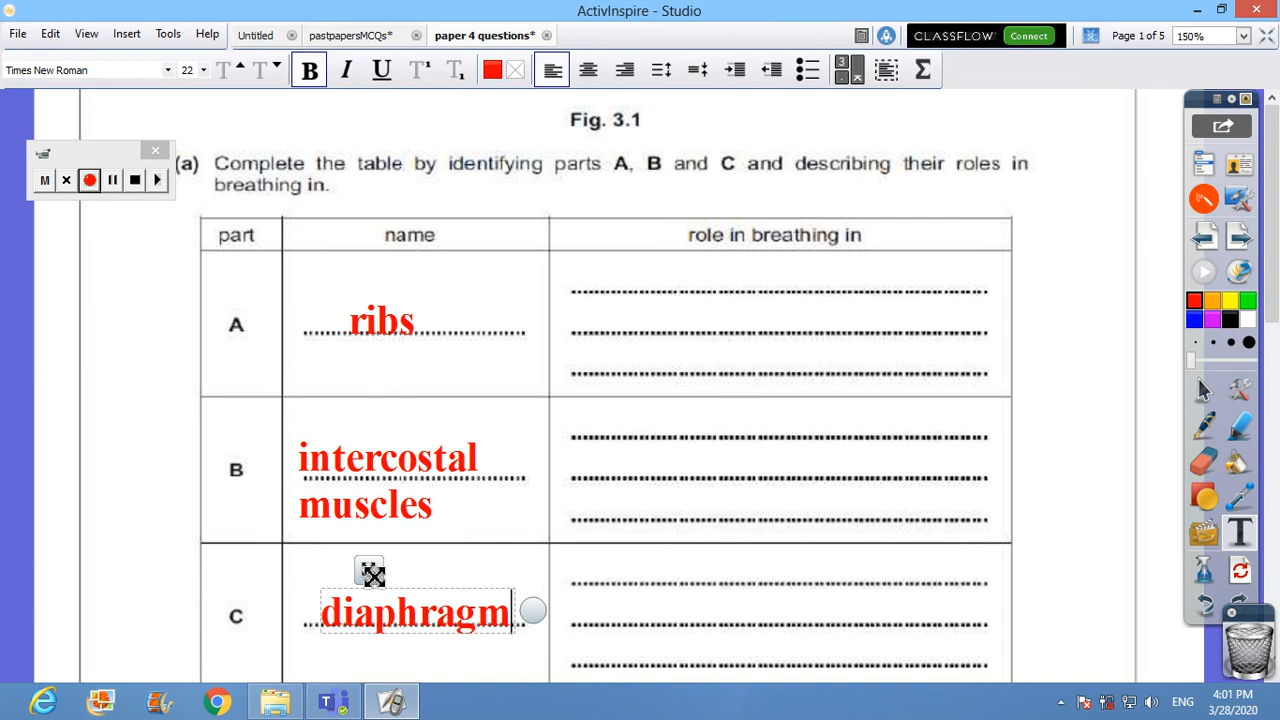 ActivInspire - Studio
File Edit View Insert Tools Help Untitled pastpapersMCQs* paper 4 questions* CLASSFLOW Connect Page 1 of 5 150%
Times New Roman 22 T T B I U T¹ T₁ 3 Σ
Fig. 3.1
M
(a) Complete the table by identifying parts A, B and C and describing their roles in
breathing in.
part name role in breathing in
A ribs
B intercostal
muscles
C diaphragm
T
ENG
4:01 PM
3/28/2020